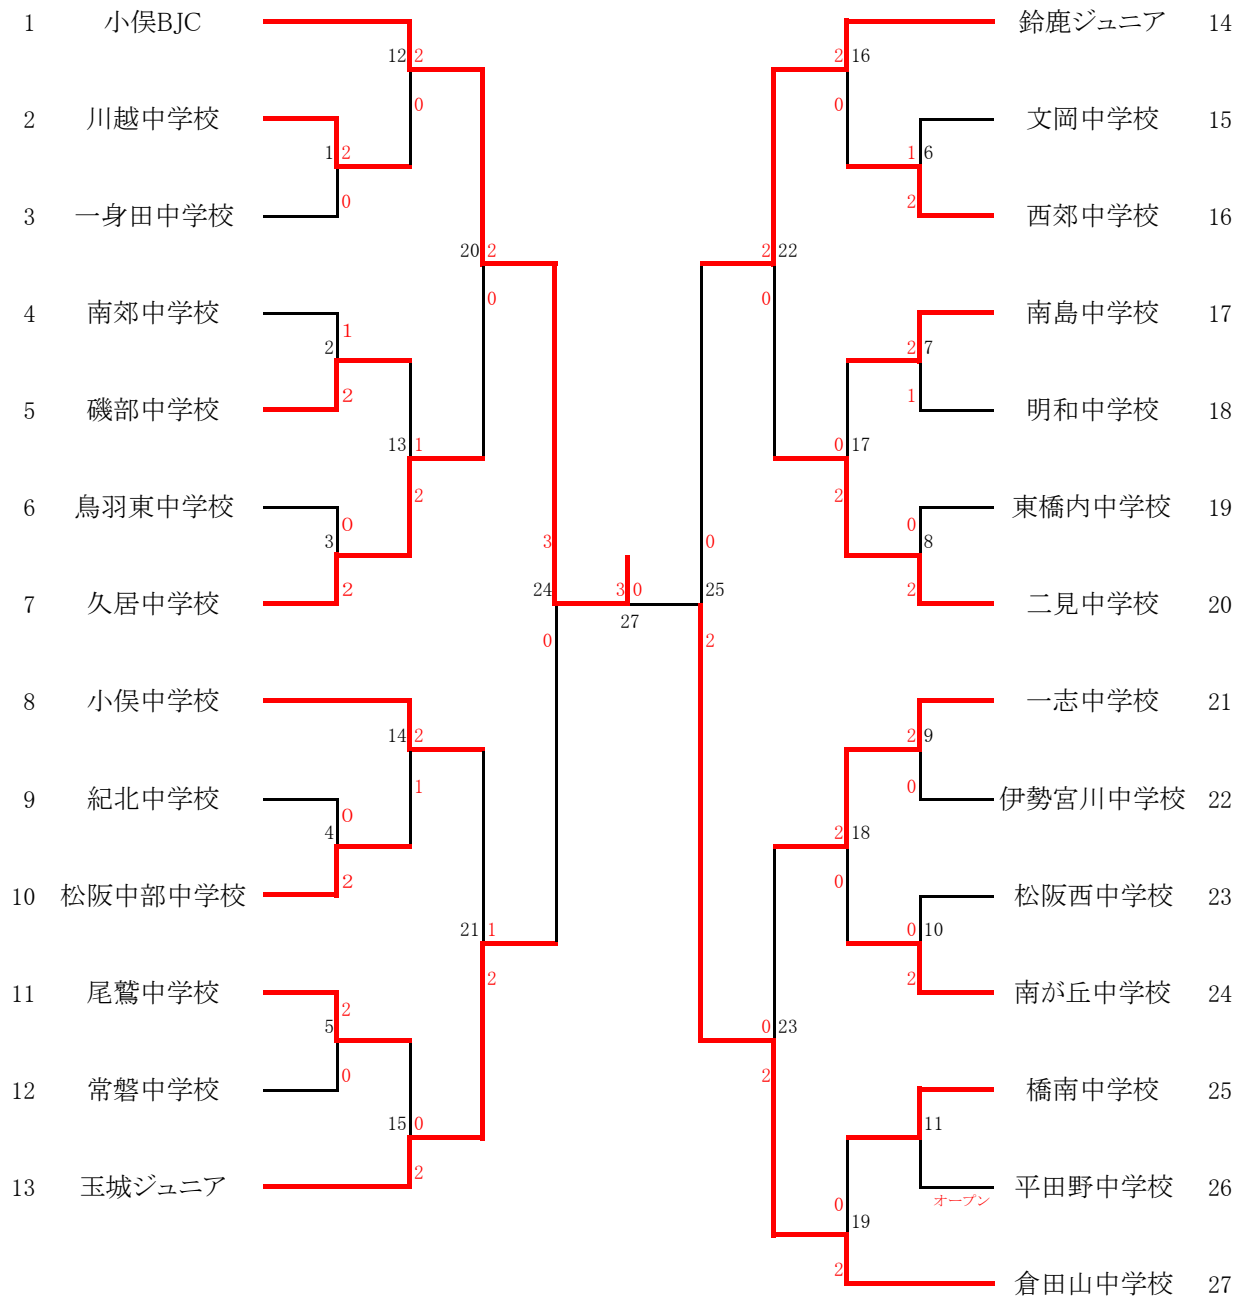 1 小俣BJC
鈴鹿ジュニア 14
12 2
2 16
0
0
2 川越中学校
文岡中学校 15
1 2
1 6
0
2
3 一身田中学校
西郊中学校 16
20 2
2 22
0
0
4 南郊中学校
南島中学校 17
1
2
2 7
2
1
5 磯部中学校
明和中学校 18
13 1
0 17
2
2
6 鳥羽東中学校
東橋内中学校 19
0
0
3
8
2
2
3
0
7 久居中学校
二見中学校 20
24
3 0
25
27
0
2
8 小俣中学校
一志中学校 21
14 2
2 9
1
0
9 紀北中学校
伊勢宮川中学校 22
0
4
2 18
2
0
10 松阪中部中学校
松阪西中学校 23
21 1
0 10
2
2
11 尾鷲中学校
南が丘中学校 24
2
5
0 23
0
2
12 常磐中学校
橋南中学校 25
15 0
11
2
13 玉城ジュニア
平田野中学校 26
オープン
0
19
2
倉田山中学校 27